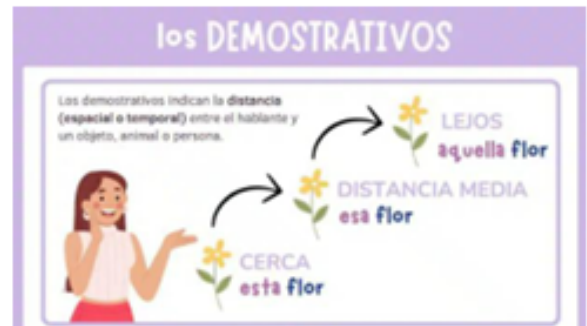 los DEMOSTRATIVOS
Los demostrativos indican la distancia
(espacial o temporal) entre el hablante y
un objeto, animal o persona.
LEJOS
aquella flor
DISTANCIA MEDIA
esa flor
CERCA
esta flor